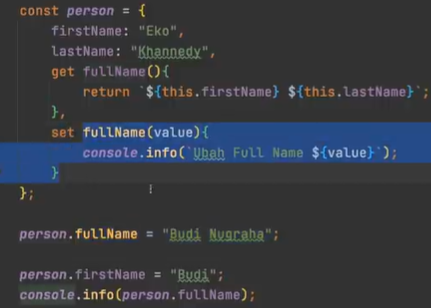 const person = {
firstName: "Eko",
lastName: "Khannedy",
get fullName(){
return `${this.firstName} ${this.lastName}`;
},
set fullName(value){
console.info(`Ubah Full Name ${value}`);
}
};
person.fullName = "Budi Nugraha";
person.firstName = "Budi";
console.info(person.fullName);